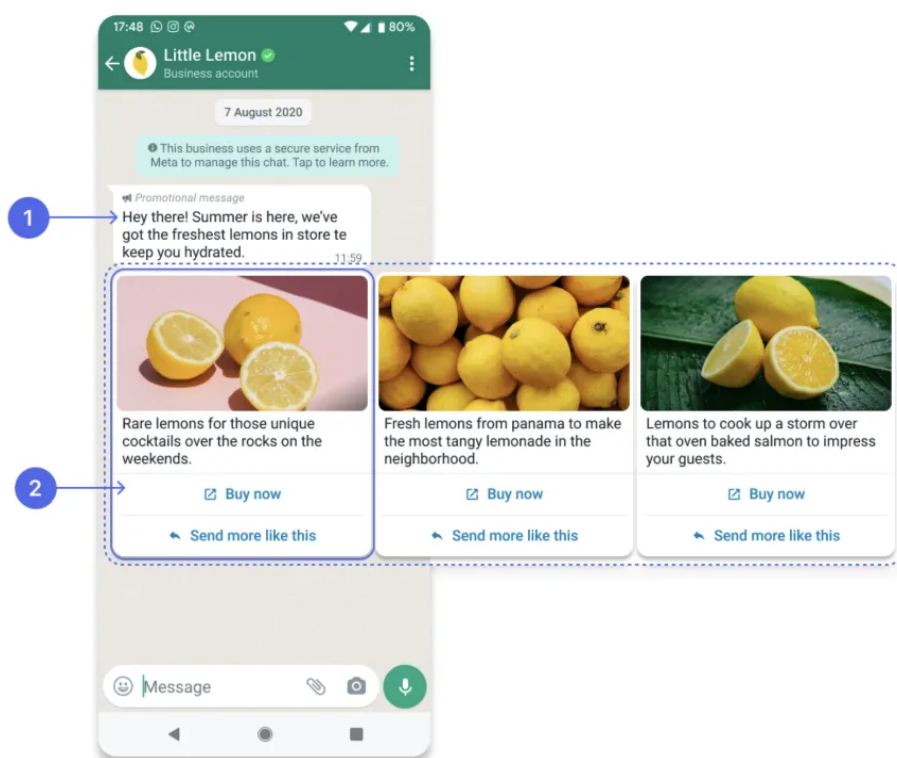 17:48
80%
Little Lemon
Business account
7 August 2020
This business uses a secure service from
Meta to manage this chat. Tap to learn more.
Promotional message
1
Hey there! Summer is here, we've
got the freshest lemons in store te
keep you hydrated.
11:59
Rare lemons for those unique
cocktails over the rocks on the
weekends.
2
Buy now
Send more like this
Fresh lemons from panama to make
the most tangy lemonade in the
neighborhood.
Buy now
Send more like this
Lemons to cook up a storm over
that oven baked salmon to impress
your guests.
Buy now
Send more like this
Message